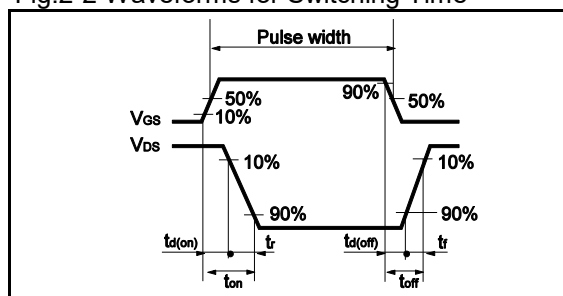 Fig.2-2 Waveforms for Switching Time
Pulse width
90%
50%
50%
10%
VGS
VDS
10%
10%
90%
90%
td(on)
tr
td(off)
tf
ton
toff